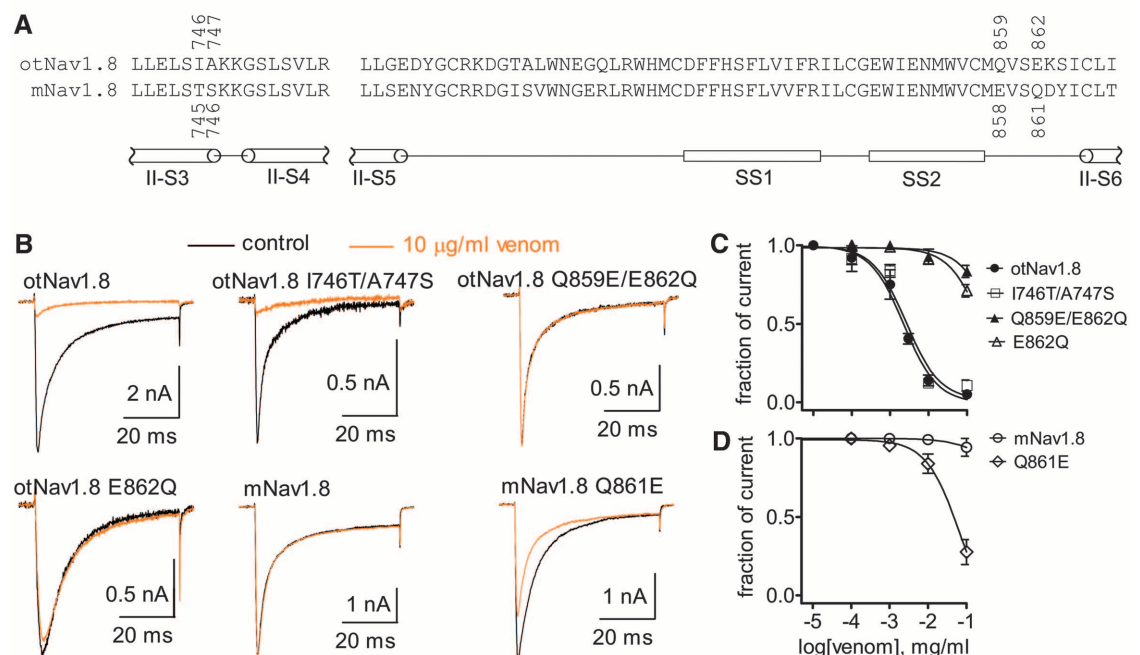 A
746
747
859
862
otNav1.8 LLELSIAKKGSLSVLR LLGEDYGCRKDGTALWNEGQLRWHMCDFFHSFLVIFRILCGEWIENMWVCMQVSEKSICLI
mNav1.8 LLELSTSKKGSLSVLR LLSENYGCRRDGISVWNGERLRWHMCDFFHSFLVVFRILCGEWIENMWVCMEVSQDYICLT
745
746
858
861
II-S3 II-S4 II-S5 SS1 SS2 II-S6
B
control 10 μg/ml venom
otNav1.8
2 nA
20 ms
otNav1.8 I746T/A747S
0.5 nA
20 ms
otNav1.8 Q859E/E862Q
0.5 nA
20 ms
otNav1.8 E862Q
0.5 nA
20 ms
mNav1.8
1 nA
20 ms
mNav1.8 Q861E
1 nA
20 ms
C
fraction of current
1.0
0.5
0.0
otNav1.8
I746T/A747S
Q859E/E862Q
E862Q
D
fraction of current
1.0
0.5
0.0
mNav1.8
Q861E
-5 -4 -3 -2 -1
log[venom], mg/ml